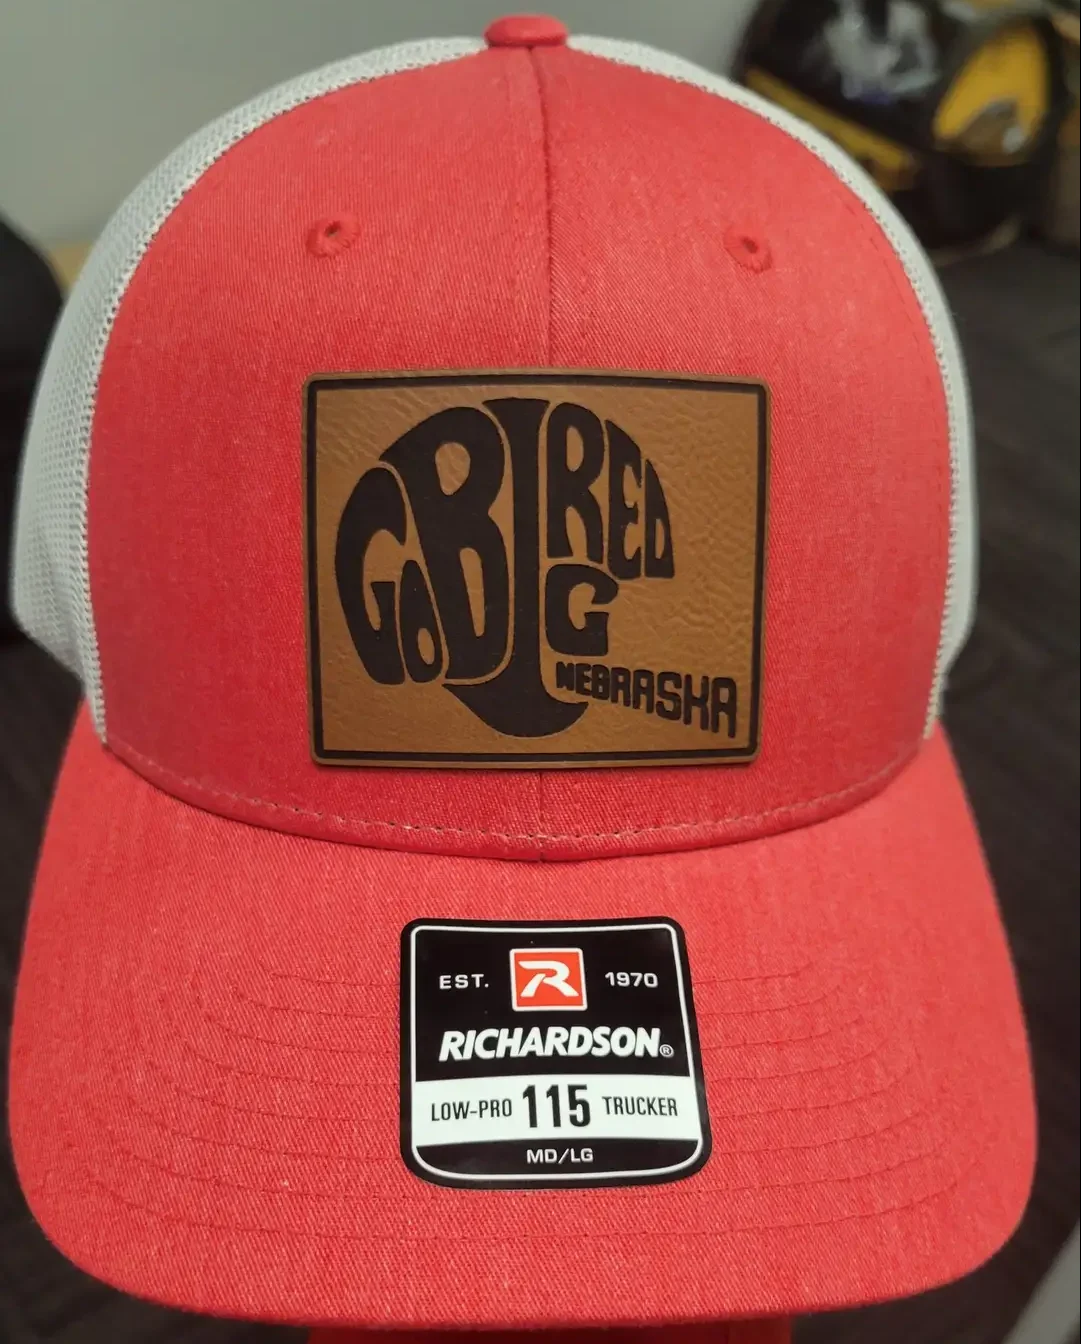 GO BIG RED
NEBRASKA
EST. R 1970
RICHARDSON®
LOW-PRO 115 TRUCKER
MD/LG